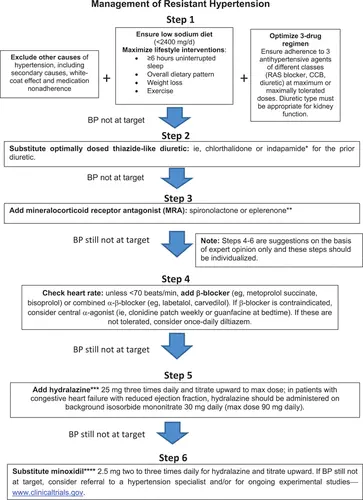 Management of Resistant Hypertension
Step 1
Exclude other causes of
hypertension, including
secondary causes, white-
coat effect and medication
nonadherence
+
Ensure low sodium diet
(<2400 mg/d)
Maximize lifestyle interventions:
• ≥6 hours uninterrupted
sleep
• Overall dietary pattern
• Weight loss
• Exercise
+
Optimize 3-drug
regimen
Ensure adherence to 3
antihypertensive agents
of different classes
(RAS blocker, CCB,
diuretic) at maximum or
maximally tolerated
doses. Diuretic type must
be appropriate for kidney
function.
BP not at target
Step 2
Substitute optimally dosed thiazide-like diuretic: ie, chlorthalidone or indapamide* for the prior
diuretic.
BP not at target
Step 3
Add mineralocorticoid receptor antagonist (MRA): spironolactone or eplerenone**
BP still not at target
Note: Steps 4-6 are suggestions on the basis
of expert opinion only and these steps should
be individualized.
Step 4
Check heart rate: unless <70 beats/min, add β-blocker (eg, metoprolol succinate,
bisoprolol) or combined α-β-blocker (eg, labetalol, carvedilol). If β-blocker is contraindicated,
consider central α-agonist (ie, clonidine patch weekly or guanfacine at bedtime). If these are
not tolerated, consider once-daily diltiazem.
BP still not at target
Step 5
Add hydralazine*** 25 mg three times daily and titrate upward to max dose; in patients with
congestive heart failure with reduced ejection fraction, hydralazine should be administered on
background isosorbide mononitrate 30 mg daily (max dose 90 mg daily).
BP still not at target
Step 6
Substitute minoxidil**** 2.5 mg two to three times daily for hydralazine and titrate upward. If BP still not
at target, consider referral to a hypertension specialist and/or for ongoing experimental studies—
www.clinicaltrials.gov.